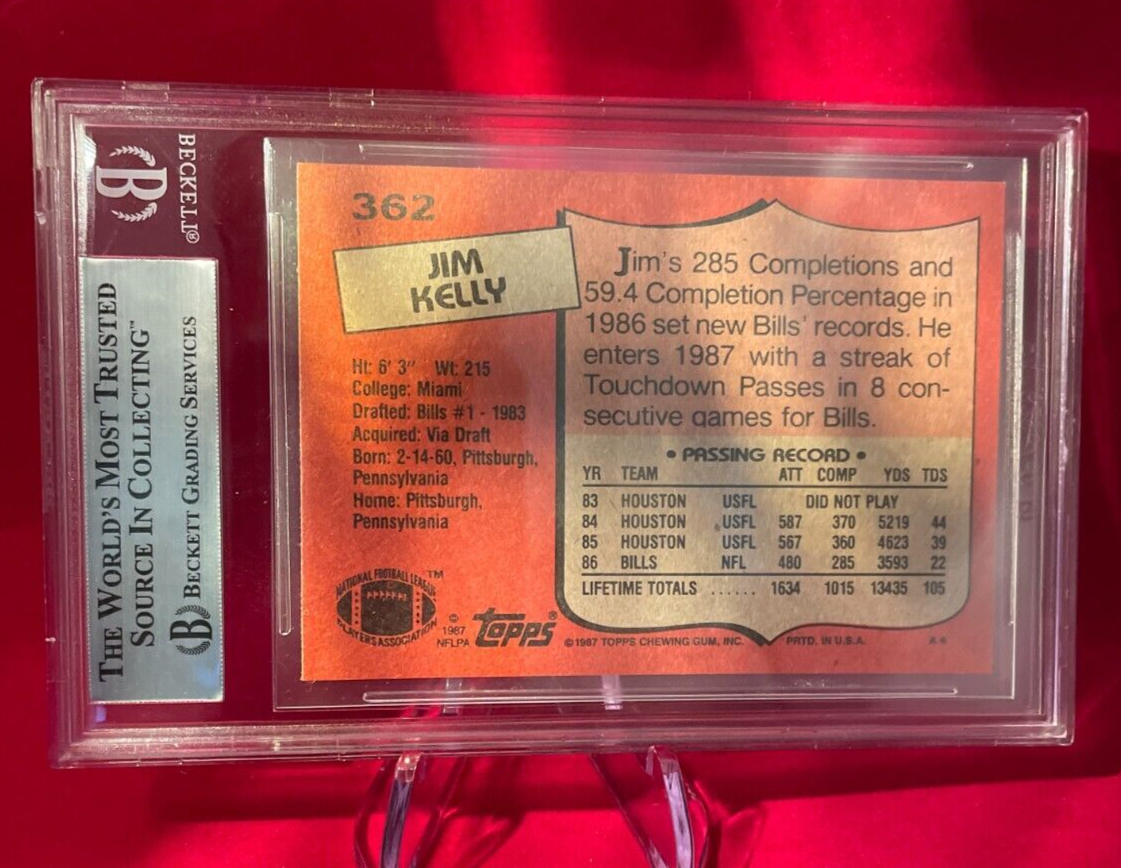 BECKETT®
B
THE WORLD'S MOST TRUSTED
SOURCE IN COLLECTING™
B BECKETT GRADING SERVICES
362
JIM
KELLY
Ht: 6' 3" Wt: 215
College: Miami
Drafted: Bills #1 - 1983
Acquired: Via Draft
Born: 2-14-60, Pittsburgh,
Pennsylvania
Home: Pittsburgh,
Pennsylvania
NATIONAL FOOTBALL LEAGUE
PLAYERS ASSOCIATION
™
© 1987
NFLPA
Topps®
Jim's 285 Completions and
59.4 Completion Percentage in
1986 set new Bills' records. He
enters 1987 with a streak of
Touchdown Passes in 8 con-
secutive games for Bills.
• PASSING RECORD •
YR TEAM ATT COMP YDS TDS
83 HOUSTON USFL DID NOT PLAY
84 HOUSTON USFL 587 370 5219 44
85 HOUSTON USFL 567 360 4623 39
86 BILLS NFL 480 285 3593 22
LIFETIME TOTALS ...... 1634 1015 13435 105
©1987 TOPPS CHEWING GUM, INC. PRTD. IN U.S.A.